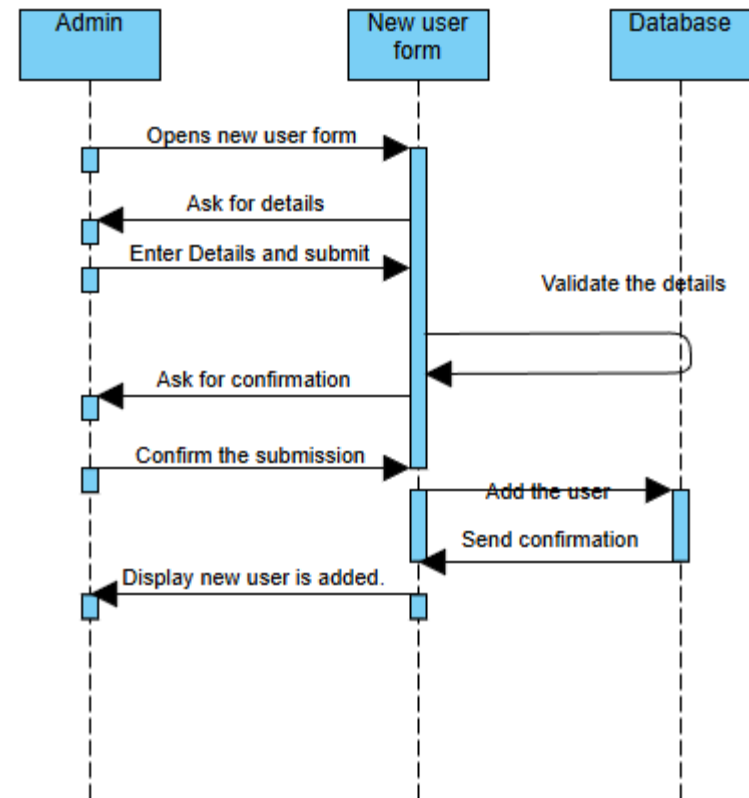 Admin
New user
form
Database
Opens new user form
Ask for details
Enter Details and submit
Validate the details
Ask for confirmation
Confirm the submission
Add the user
Send confirmation
Display new user is added.